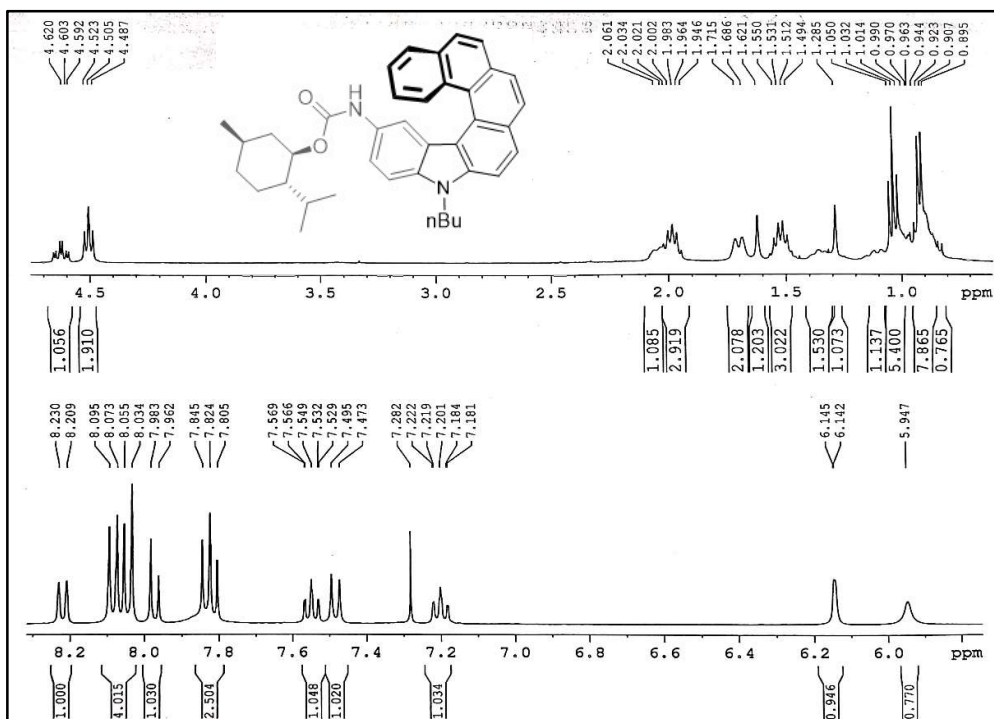 4.620 4.603 4.592 4.523 4.505 4.487 2.061 2.034 2.021 2.002 1.983 1.964 1.946 1.715 1.686 1.621 1.550 1.531 1.512 1.494 1.285 1.050 1.032 1.014 0.990 0.970 0.963 0.944 0.923 0.907 0.895
O
H
N
O
N
nBu
4.5 4.0 3.5 3.0 2.5 2.0 1.5 1.0 ppm
1.056 1.910 1.085 2.919 2.078 1.203 3.022 1.530 1.073 1.137 5.400 7.865 0.765
8.230 8.209 8.095 8.073 8.055 8.034 7.983 7.962 7.845 7.824 7.805 7.569 7.566 7.549 7.532 7.529 7.495 7.473 7.282 7.222 7.219 7.201 7.184 7.181 6.145 6.142 5.947
8.2 8.0 7.8 7.6 7.4 7.2 7.0 6.8 6.6 6.4 6.2 6.0 ppm
1.000 4.015 1.030 2.504 1.048 1.020 1.034 0.946 0.770